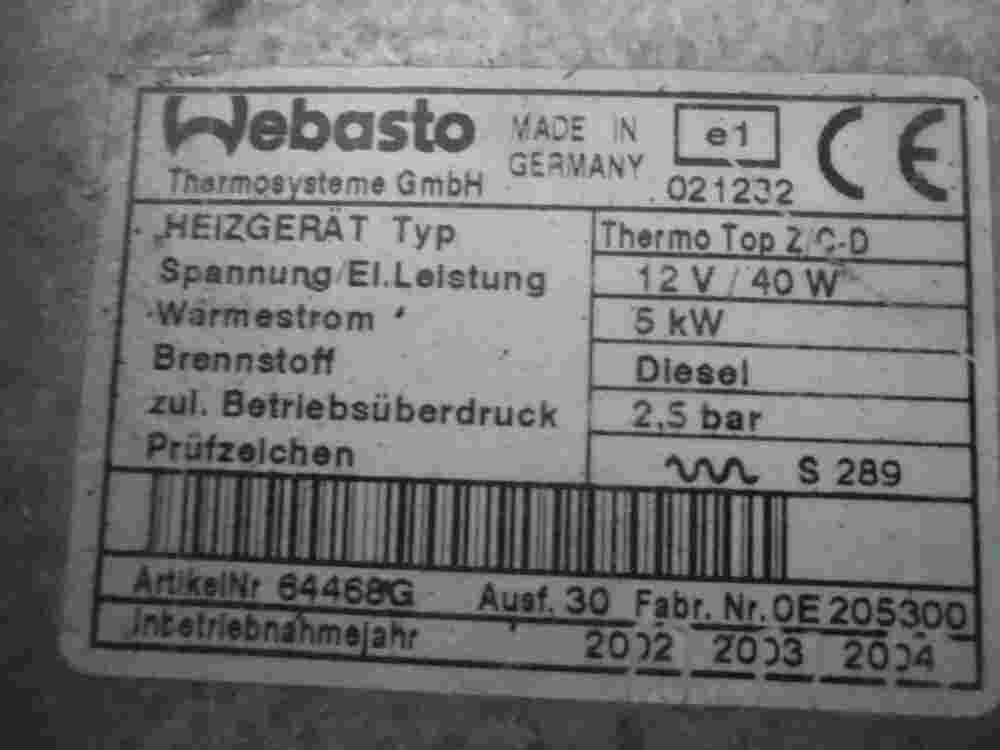 Webasto MADE IN GERMANY e1
Thermosysteme GmbH 021232 CE
HEIZGERÄT Typ Thermo Top Z/C-D
Spannung/El.Leistung 12 V / 40 W
Wärmestrom 5 kW
Brennstoff Diesel
zul. Betriebsüberdruck 2,5 bar
Prüfzeichen S 289
ArtikelNr 64468G Ausf. 30 Fabr. Nr. 0E 205300
Inbetriebnahmejahr 2002 2003 2004